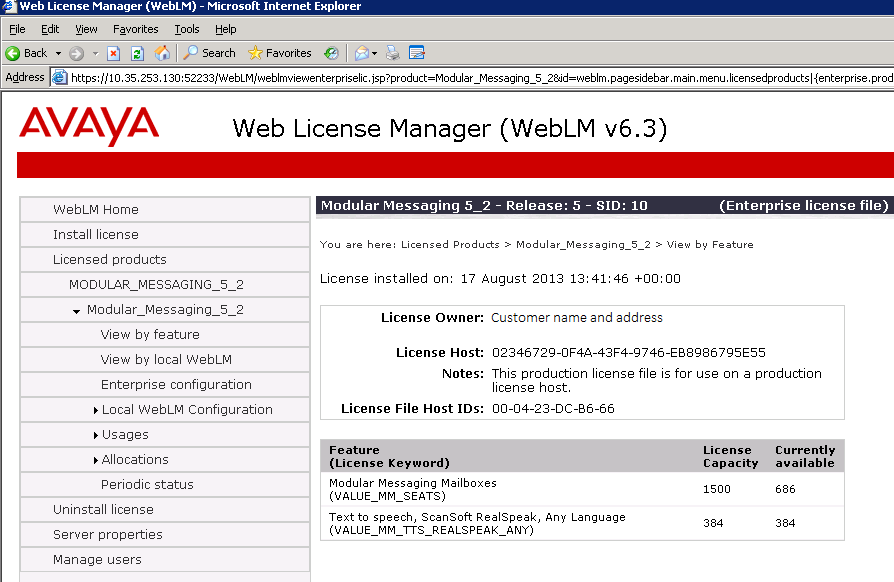 Web License Manager (WebLM) - Microsoft Internet Explorer
File Edit View Favorites Tools Help
Back Search Favorites
Address https://10.35.253.130:52233/WebLM/weblmviewenterpriselic.jsp?product=Modular_Messaging_5_2&id=weblm.pagesidebar.main.menu.licensedproducts|{enterprise.prod
AVAYA
Web License Manager (WebLM v6.3)
WebLM Home
Install license
Licensed products
MODULAR_MESSAGING_5_2
Modular_Messaging_5_2
View by feature
View by local WebLM
Enterprise configuration
Local WebLM Configuration
Usages
Allocations
Periodic status
Uninstall license
Server properties
Manage users
Modular Messaging 5_2 - Release: 5 - SID: 10 (Enterprise license file)
You are here: Licensed Products > Modular_Messaging_5_2 > View by Feature
License installed on: 17 August 2013 13:41:46 +00:00
License Owner: Customer name and address
License Host: 02346729-0F4A-43F4-9746-EB8986795E55
Notes: This production license file is for use on a production
license host.
License File Host IDs: 00-04-23-DC-B6-66
Feature License Currently
(License Keyword) Capacity available
Modular Messaging Mailboxes
(VALUE_MM_SEATS) 1500 686
Text to speech, ScanSoft RealSpeak, Any Language
(VALUE_MM_TTS_REALSPEAK_ANY) 384 384